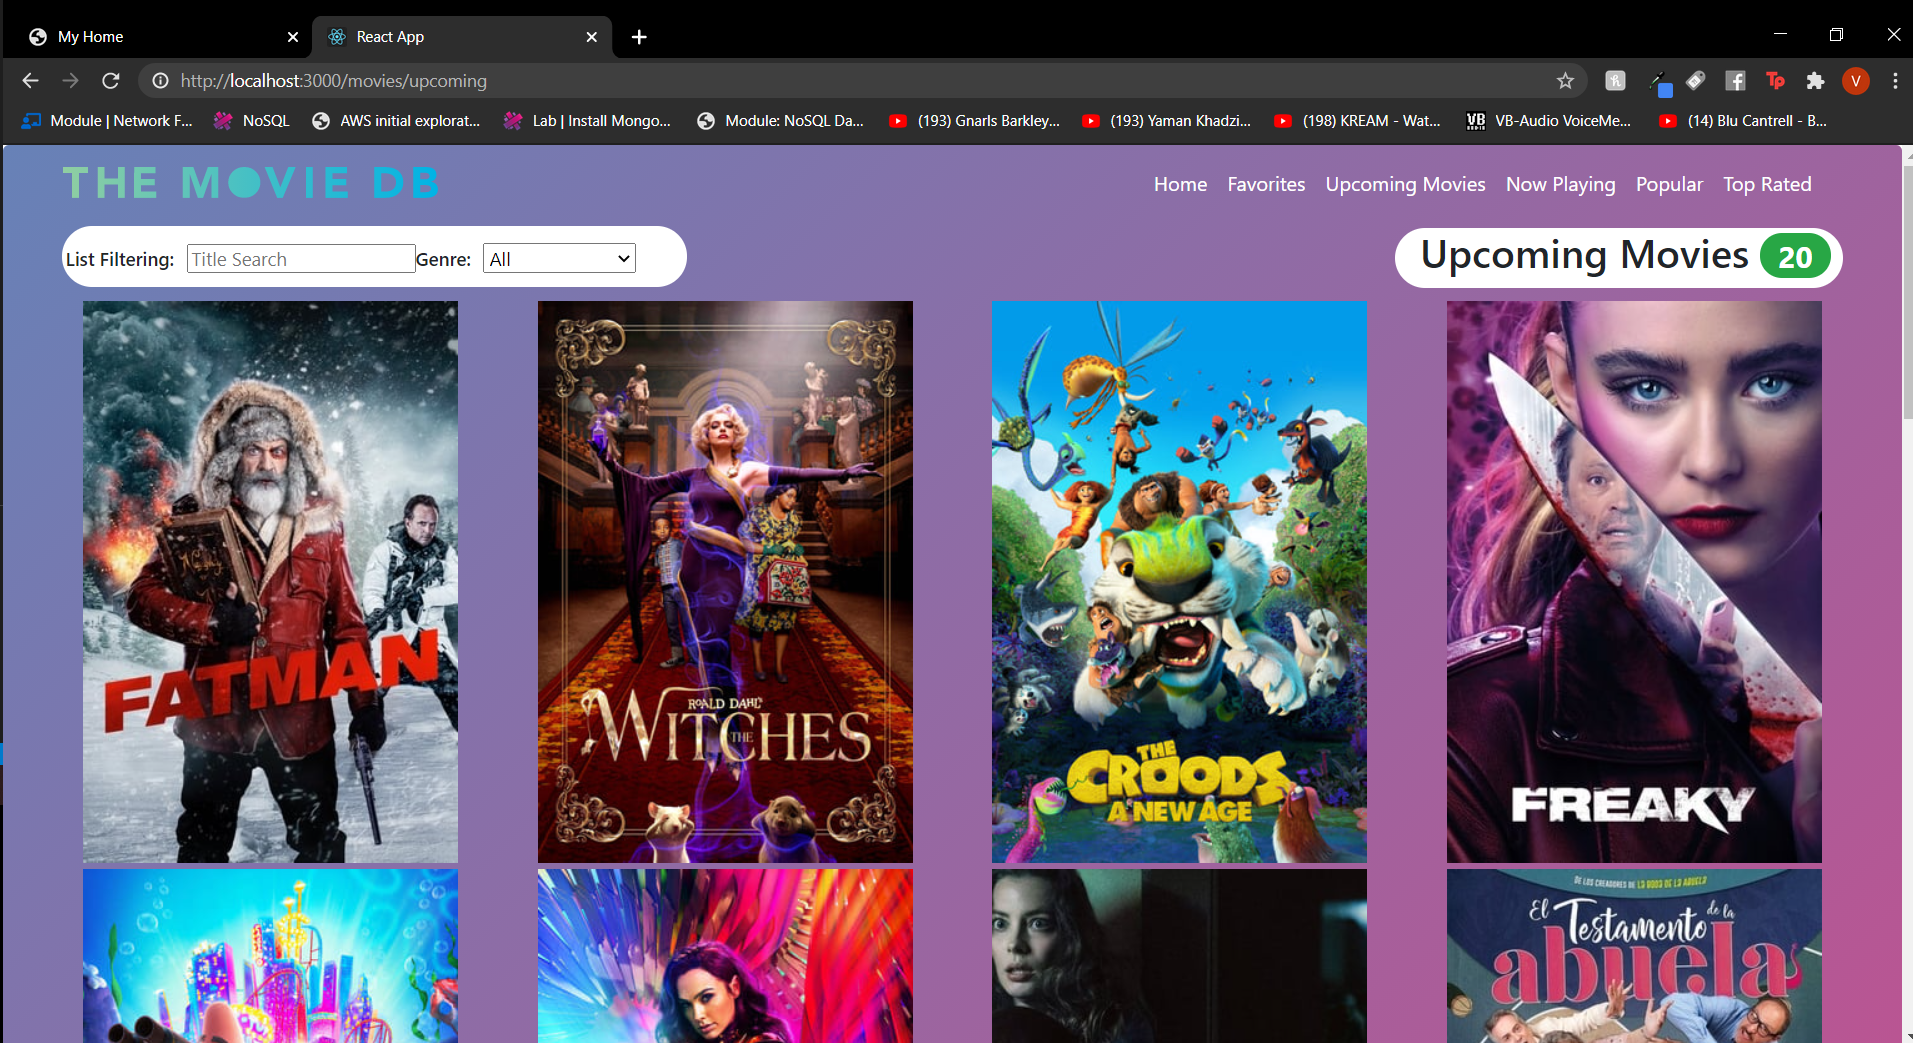 My Home
React App
http://localhost:3000/movies/upcoming
V
Module | Network F...
NoSQL
AWS initial explorat...
Lab | Install Mongo...
Module: NoSQL Da...
(193) Gnarls Barkley...
(193) Yaman Khadzi...
(198) KREAM - Wat...
VB-Audio VoiceMe...
(14) Blu Cantrell - B...
THE MOVIE DB
Home
Favorites
Upcoming Movies
Now Playing
Popular
Top Rated
List Filtering:
Title Search
Genre:
All
Upcoming Movies 20
FATMAN
ROALD DAHL'S
THE WITCHES
THE
CROODS
A NEW AGE
FREAKY
DE LOS CREADORES DE LA BODA DE LA ABUELA
El Testamento de la
abuela